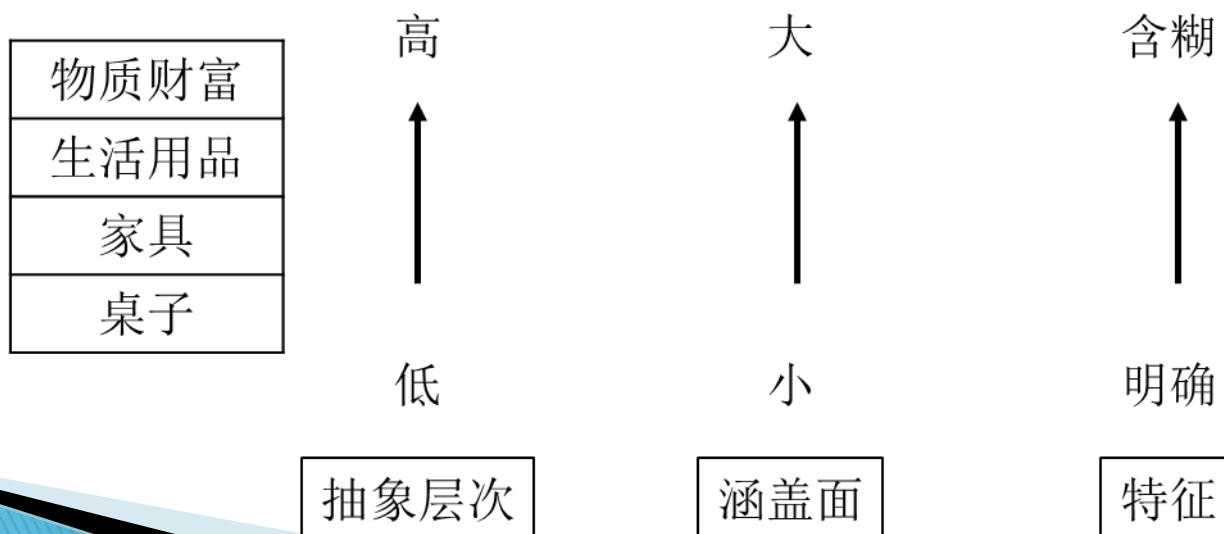 高 大 含糊
物质财富
生活用品
家具
桌子
低 小 明确
抽象层次 涵盖面 特征